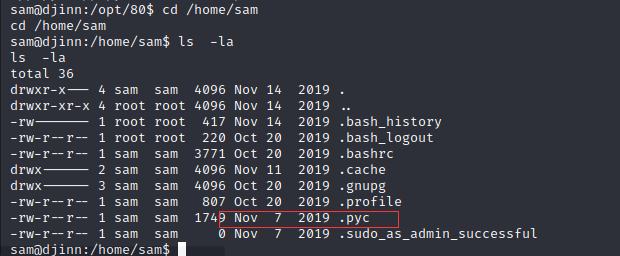 sam@djinn:/opt/80$ cd /home/sam
cd /home/sam
sam@djinn:/home/sam$ ls  -la
ls  -la
total 36
drwxr-x--- 4 sam  sam  4096 Nov 14  2019 .
drwxr-xr-x 4 root root 4096 Nov 14  2019 ..
-rw------- 1 root root  417 Nov 14  2019 .bash_history
-rw-r--r-- 1 root root  220 Oct 20  2019 .bash_logout
-rw-r--r-- 1 sam  sam  3771 Oct 20  2019 .bashrc
drwx------ 2 sam  sam  4096 Nov 11  2019 .cache
drwx------ 3 sam  sam  4096 Oct 20  2019 .gnupg
-rw-r--r-- 1 sam  sam   807 Oct 20  2019 .profile
-rw-r--r-- 1 sam  sam  1749 Nov  7  2019 .pyc
-rw-r--r-- 1 sam  sam     0 Nov  7  2019 .sudo_as_admin_successful
sam@djinn:/home/sam$